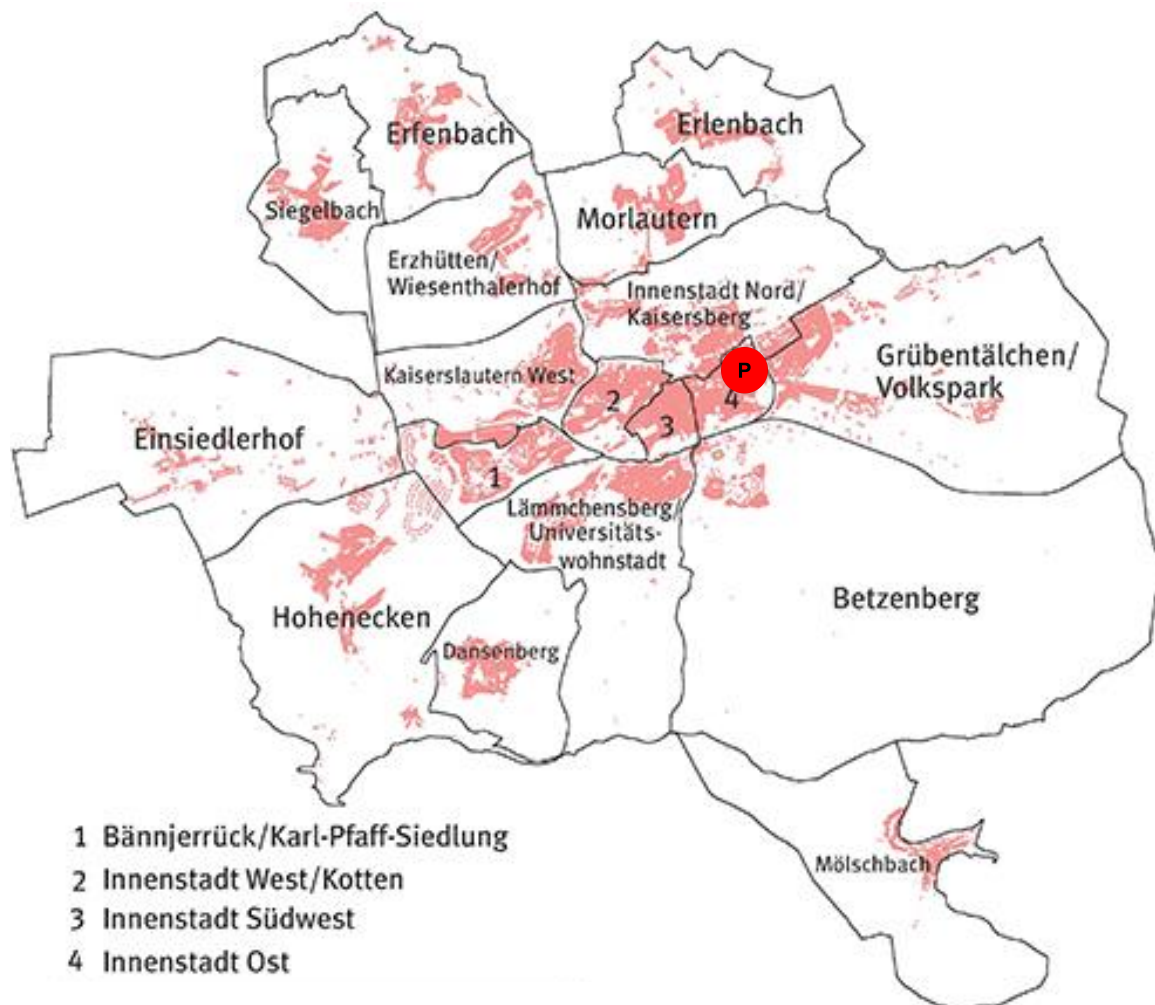 Erfenbach
Erlenbach
Siegelbach
Morlautern
Erzhütten/
Wiesenthalerhof
Innenstadt Nord/
Kaisersberg
Kaiserslautern West
P
Grübentälchen/
Volkspark
2
4
3
Einsiedlerhof
1
Lämmchensberg/
Universitäts-
wohnstadt
Hohenecken
Betzenberg
Dansenberg
Mölschbach
1 Bännjerrück/Karl-Pfaff-Siedlung
2 Innenstadt West/Kotten
3 Innenstadt Südwest
4 Innenstadt Ost